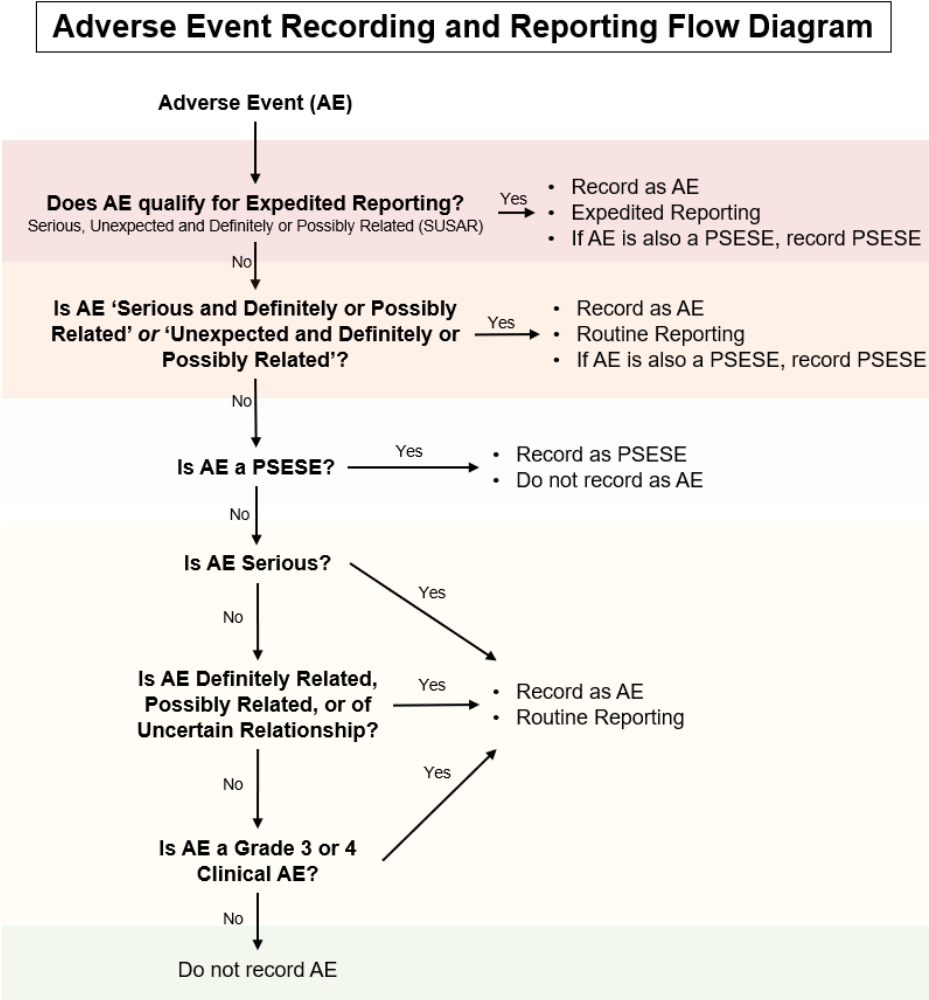 Adverse Event Recording and Reporting Flow Diagram
Adverse Event (AE)
Does AE qualify for Expedited Reporting?
Serious, Unexpected and Definitely or Possibly Related (SUSAR)
Yes
• Record as AE
• Expedited Reporting
• If AE is also a PSESE, record PSESE
No
Is AE ‘Serious and Definitely or Possibly
Related’ or ‘Unexpected and Definitely or
Possibly Related’?
Yes
• Record as AE
• Routine Reporting
• If AE is also a PSESE, record PSESE
No
Is AE a PSESE?
Yes
• Record as PSESE
• Do not record as AE
No
Is AE Serious?
Yes
No
Is AE Definitely Related,
Possibly Related, or of
Uncertain Relationship?
Yes
• Record as AE
• Routine Reporting
No
Yes
Is AE a Grade 3 or 4
Clinical AE?
No
Do not record AE